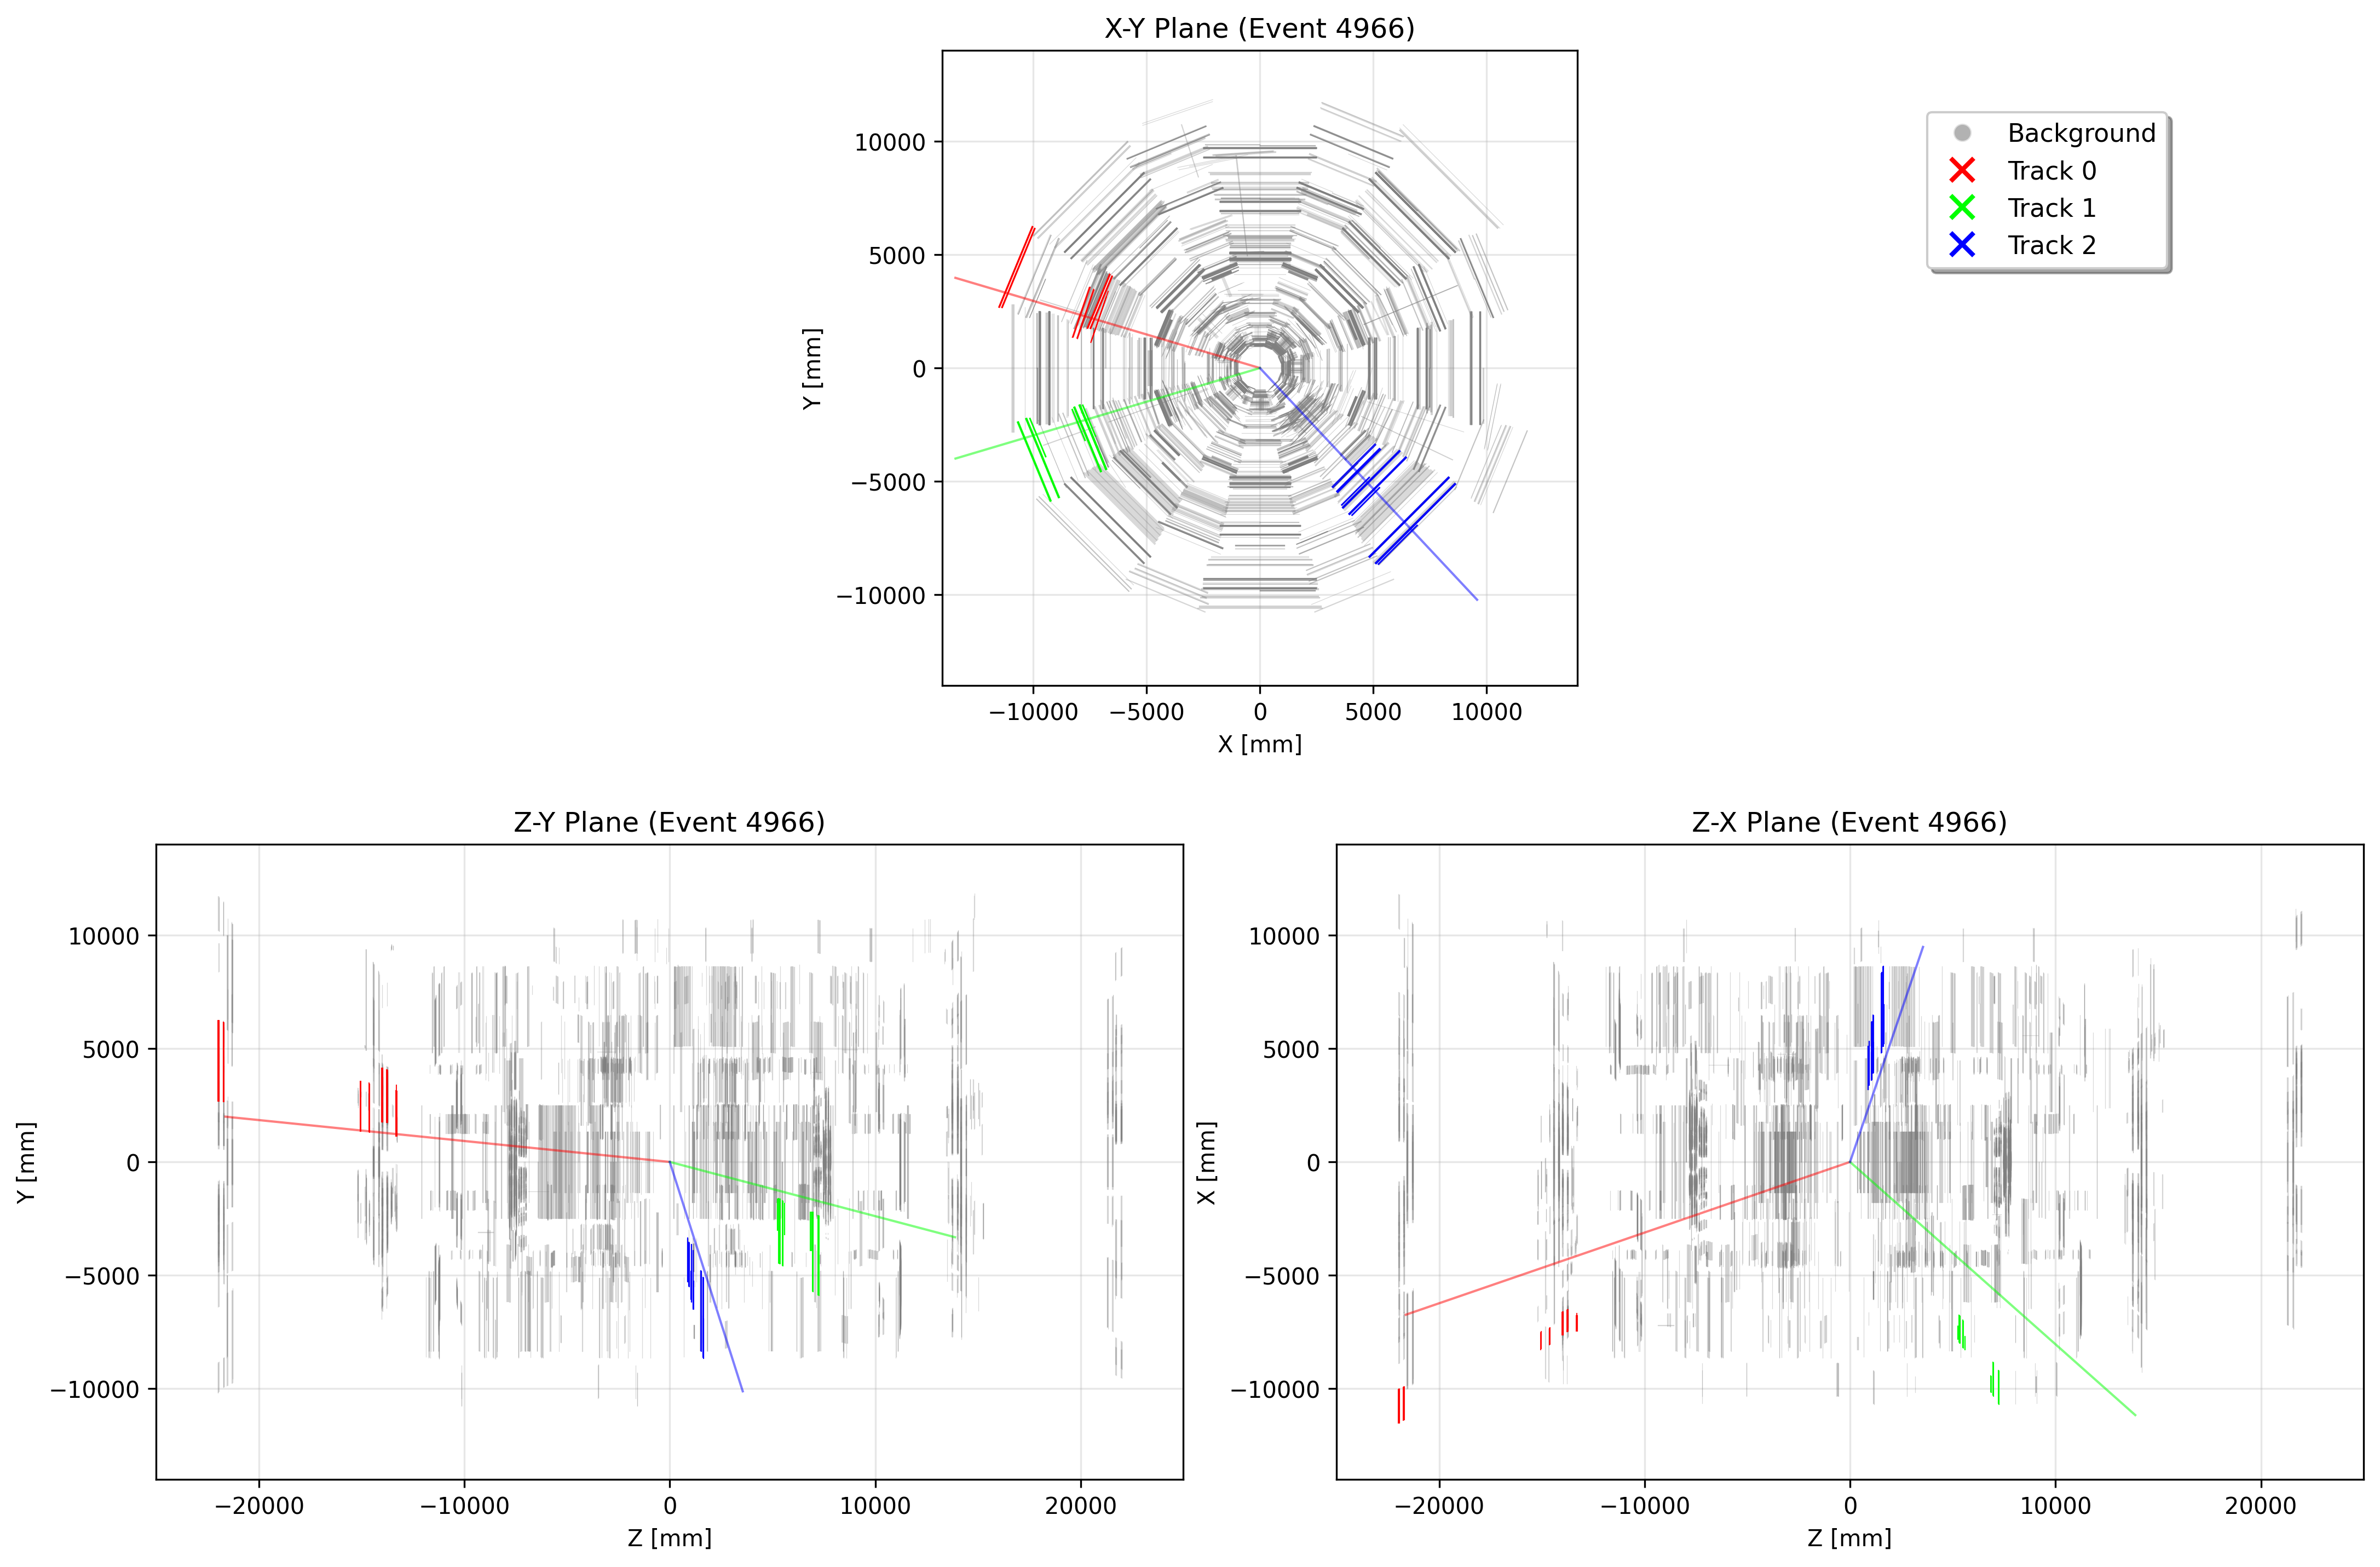 X-Y Plane (Event 4966)
Background
Track 0
Track 1
Track 2
10000
5000
0
−5000
−10000
Y [mm]
−10000 −5000 0 5000 10000
X [mm]
Z-Y Plane (Event 4966)
10000
5000
0
−5000
−10000
Y [mm]
−20000 −10000 0 10000 20000
Z [mm]
Z-X Plane (Event 4966)
10000
5000
0
−5000
−10000
X [mm]
−20000 −10000 0 10000 20000
Z [mm]